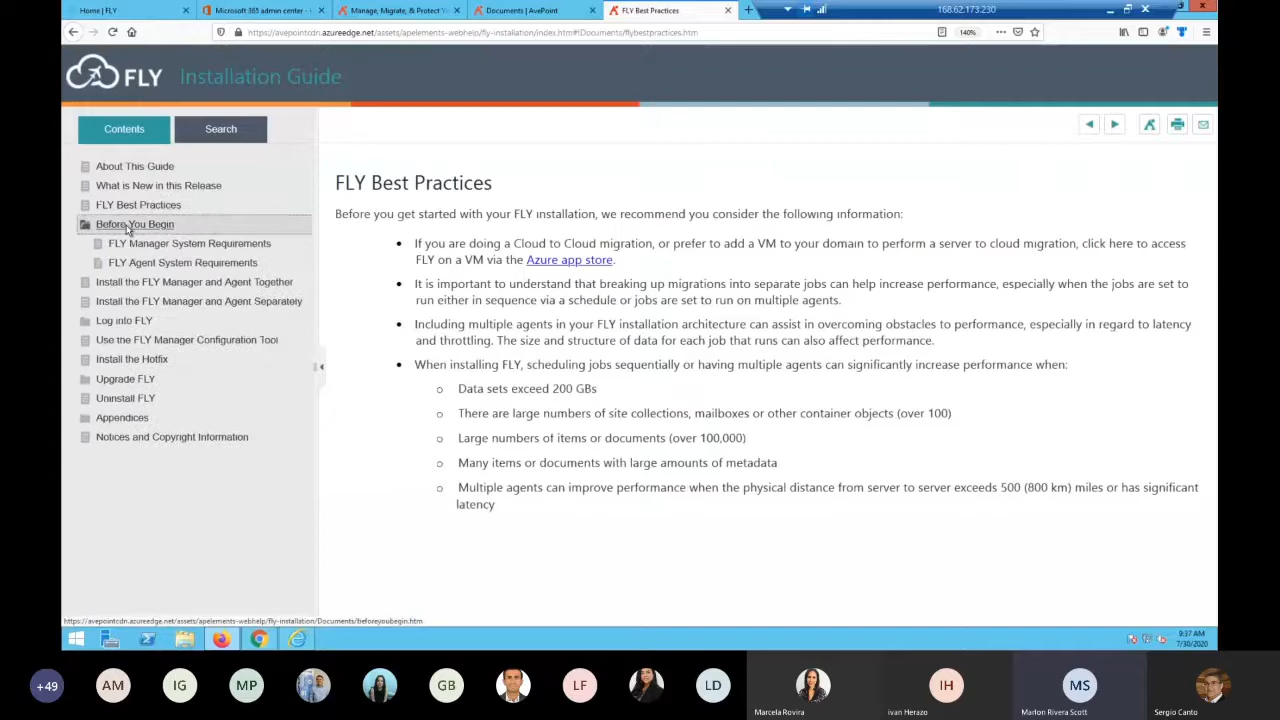 Home | FLY
Microsoft 365 admin center -
Manage, Migrate, & Protect Y
Documents | AvePoint
FLY Best Practices
168.62.173.230
https://avepointcdn.azureedge.net/assets/apelements-webhelp/fly-installation/index.htm#!Documents/flybestpractices.htm
140%
FLY Installation Guide
Contents
Search
About This Guide
What is New in this Release
FLY Best Practices
Before You Begin
FLY Manager System Requirements
FLY Agent System Requirements
Install the FLY Manager and Agent Together
Install the FLY Manager and Agent Separately
Log into FLY
Use the FLY Manager Configuration Tool
Install the Hotfix
Upgrade FLY
Uninstall FLY
Appendices
Notices and Copyright Information
FLY Best Practices
Before you get started with your FLY installation, we recommend you consider the following information:
If you are doing a Cloud to Cloud migration, or prefer to add a VM to your domain to perform a server to cloud migration, click here to access
FLY on a VM via the Azure app store.
It is important to understand that breaking up migrations into separate jobs can help increase performance, especially when the jobs are set to
run either in sequence via a schedule or jobs are set to run on multiple agents.
Including multiple agents in your FLY installation architecture can assist in overcoming obstacles to performance, especially in regard to latency
and throttling. The size and structure of data for each job that runs can also affect performance.
When installing FLY, scheduling jobs sequentially or having multiple agents can significantly increase performance when:
Data sets exceed 200 GBs
There are large numbers of site collections, mailboxes or other container objects (over 100)
Large numbers of items or documents (over 100,000)
Many items or documents with large amounts of metadata
Multiple agents can improve performance when the physical distance from server to server exceeds 500 (800 km) miles or has significant
latency
https://avepointcdn.azureedge.net/assets/apelements-webhelp/fly-installation/Documents/beforeyoubegin.htm
9:37 AM
7/30/2020
+49
AM
IG
MP
GB
LF
LD
IH
MS
Marcela Rovira
ivan Herazo
Marlon Rivera Scott
Sergio Canto